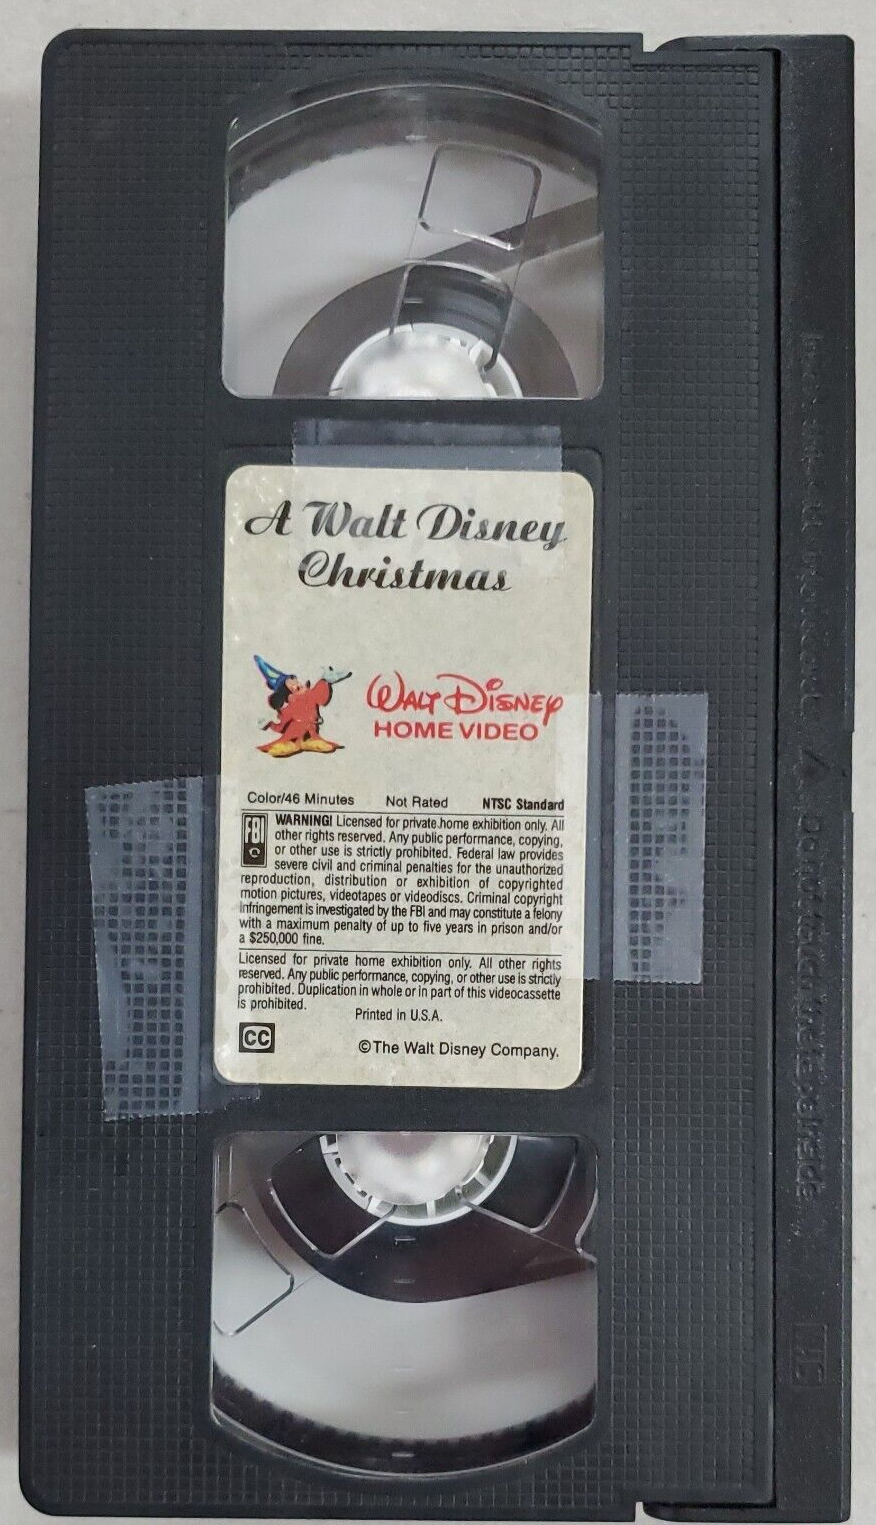 A Walt Disney
Christmas
WALT DISNEY
HOME VIDEO
Color/46 Minutes Not Rated NTSC Standard
FBI
WARNING! Licensed for private home exhibition only. All
other rights reserved. Any public performance, copying,
or other use is strictly prohibited. Federal law provides
severe civil and criminal penalties for the unauthorized
reproduction, distribution or exhibition of copyrighted
motion pictures, videotapes or videodiscs. Criminal copyright
infringement is investigated by the FBI and may constitute a felony
with a maximum penalty of up to five years in prison and/or
a $250,000 fine.
Licensed for private home exhibition only. All other rights
reserved. Any public performance, copying, or other use is strictly
prohibited. Duplication in whole or in part of this videocassette
is prohibited.
Printed in U.S.A.
CC
©The Walt Disney Company.